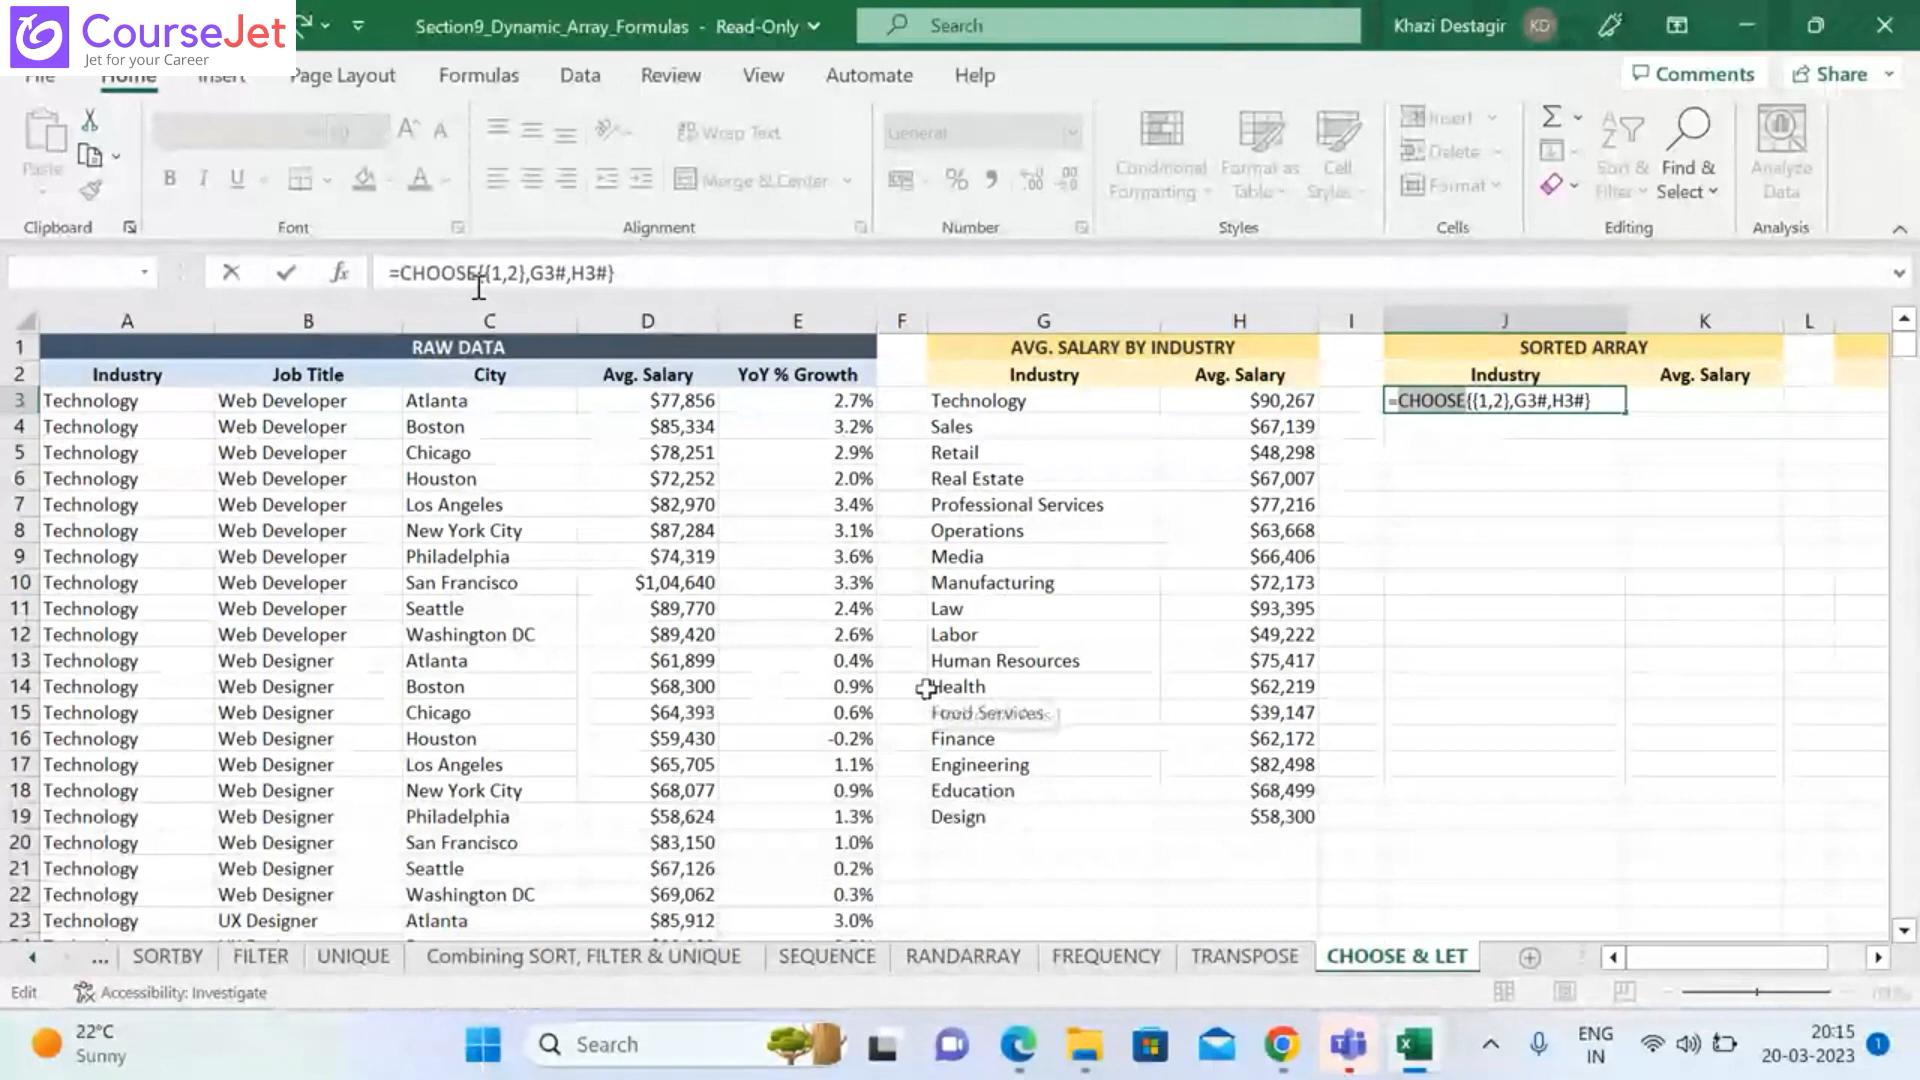 CourseJet
Jet for your Career
Section9_Dynamic_Array_Formulas - Read-Only
Search
Khazi Destagir
KD
File Home Insert Page Layout Formulas Data Review View Automate Help
Comments
Share
Paste
Clipboard
B I U
Font
Wrap Text
Merge & Center
Alignment
General
Number
Conditional Formatting
Format as Table
Cell Styles
Styles
Insert
Delete
Format
Cells
Sort & Filter
Find & Select
Editing
Analyze Data
Analysis
=CHOOSE{{1,2},G3#,H3#}
A B C D E F G H I J K L
1 RAW DATA AVG. SALARY BY INDUSTRY SORTED ARRAY
2 Industry Job Title City Avg. Salary YoY % Growth Industry Avg. Salary Industry Avg. Salary
3 Technology Web Developer Atlanta $77,856 2.7% Technology $90,267 =CHOOSE{{1,2},G3#,H3#}
4 Technology Web Developer Boston $85,334 3.2% Sales $67,139
5 Technology Web Developer Chicago $78,251 2.9% Retail $48,298
6 Technology Web Developer Houston $72,252 2.0% Real Estate $67,007
7 Technology Web Developer Los Angeles $82,970 3.4% Professional Services $77,216
8 Technology Web Developer New York City $87,284 3.1% Operations $63,668
9 Technology Web Developer Philadelphia $74,319 3.6% Media $66,406
10 Technology Web Developer San Francisco $1,04,640 3.3% Manufacturing $72,173
11 Technology Web Developer Seattle $89,770 2.4% Law $93,395
12 Technology Web Developer Washington DC $89,420 2.6% Labor $49,222
13 Technology Web Designer Atlanta $61,899 0.4% Human Resources $75,417
14 Technology Web Designer Boston $68,300 0.9% Health $62,219
15 Technology Web Designer Chicago $64,393 0.6% Food Services $39,147
16 Technology Web Designer Houston $59,430 -0.2% Finance $62,172
17 Technology Web Designer Los Angeles $65,705 1.1% Engineering $82,498
18 Technology Web Designer New York City $68,077 0.9% Education $68,499
19 Technology Web Designer Philadelphia $58,624 1.3% Design $58,300
20 Technology Web Designer San Francisco $83,150 1.0%
21 Technology Web Designer Seattle $67,126 0.2%
22 Technology Web Designer Washington DC $69,062 0.3%
23 Technology UX Designer Atlanta $85,912 3.0%
... SORTBY FILTER UNIQUE Combining SORT, FILTER & UNIQUE SEQUENCE RANDARRAY FREQUENCY TRANSPOSE CHOOSE & LET
Edit Accessibility: Investigate
22°C
Sunny
Search
ENG
IN
20:15
20-03-2023
1